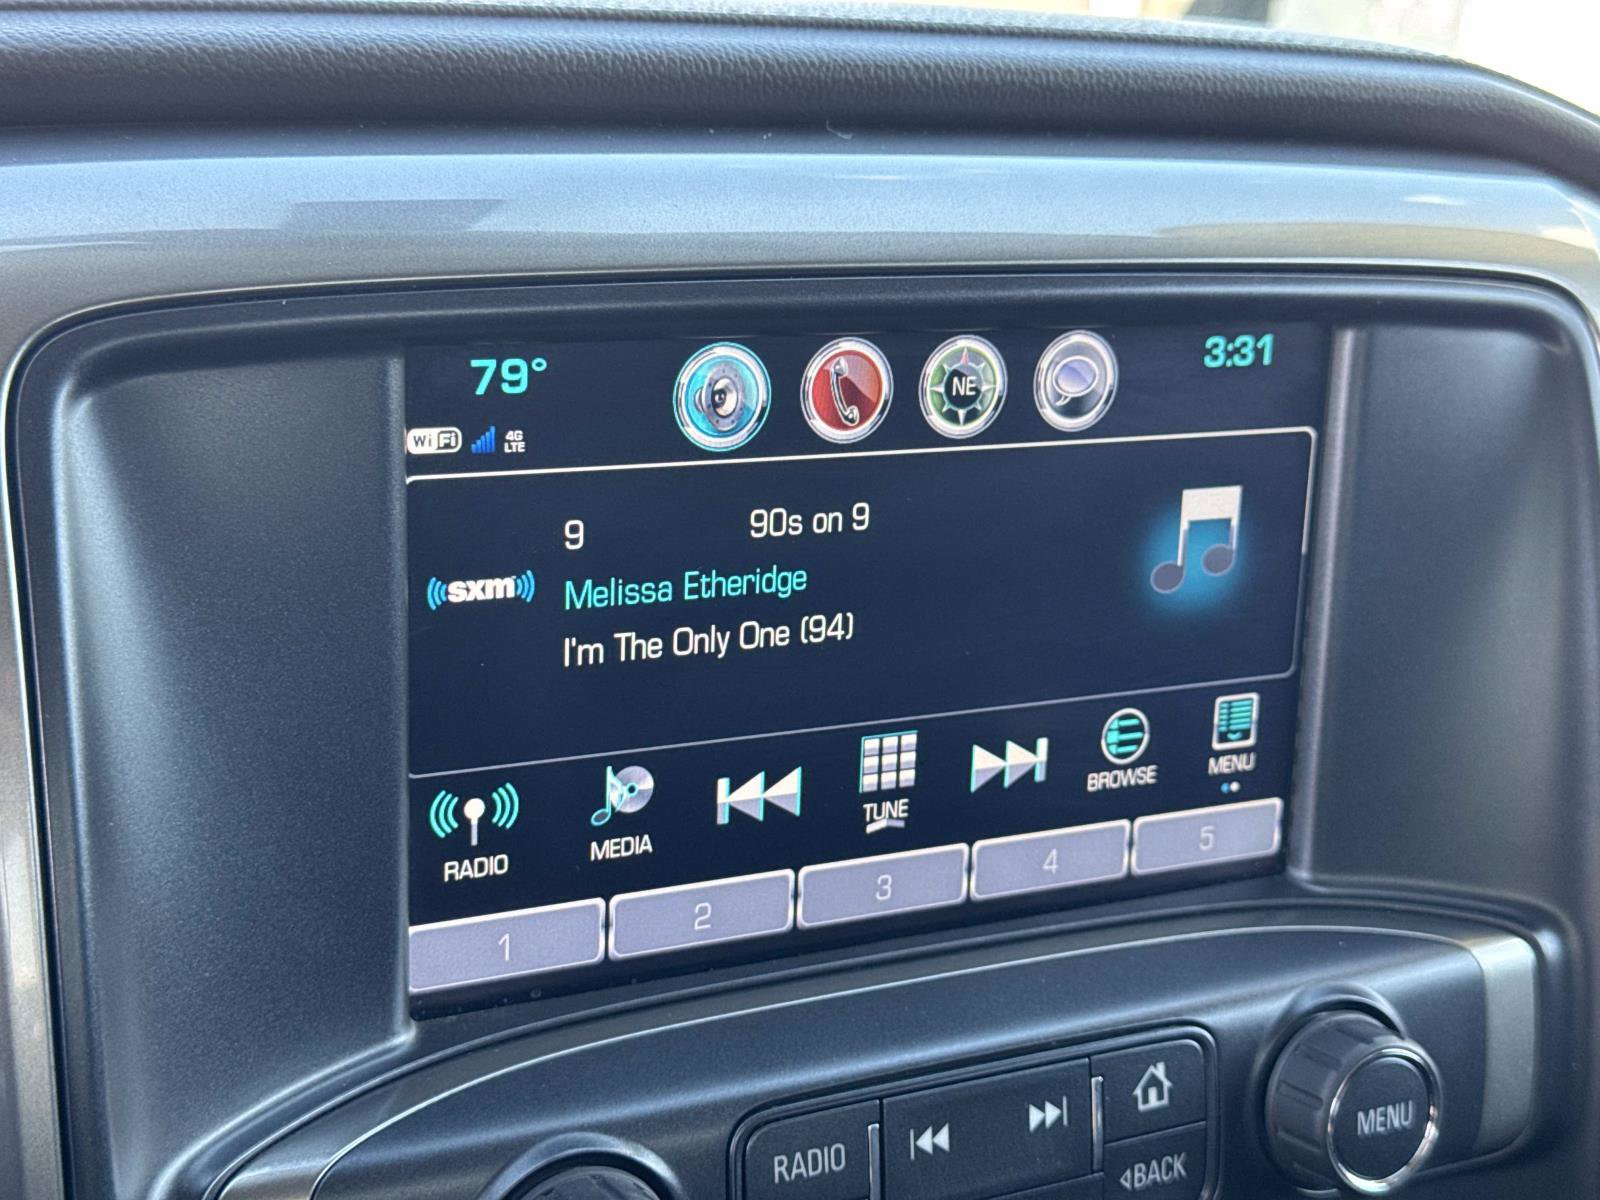 79°
NE
3:31
WiFi
4G
LTE
9
90s on 9
sxm
Melissa Etheridge
I'm The Only One (94)
RADIO
MEDIA
TUNE
BROWSE
MENU
1
2
3
4
5
RADIO
BACK
MENU